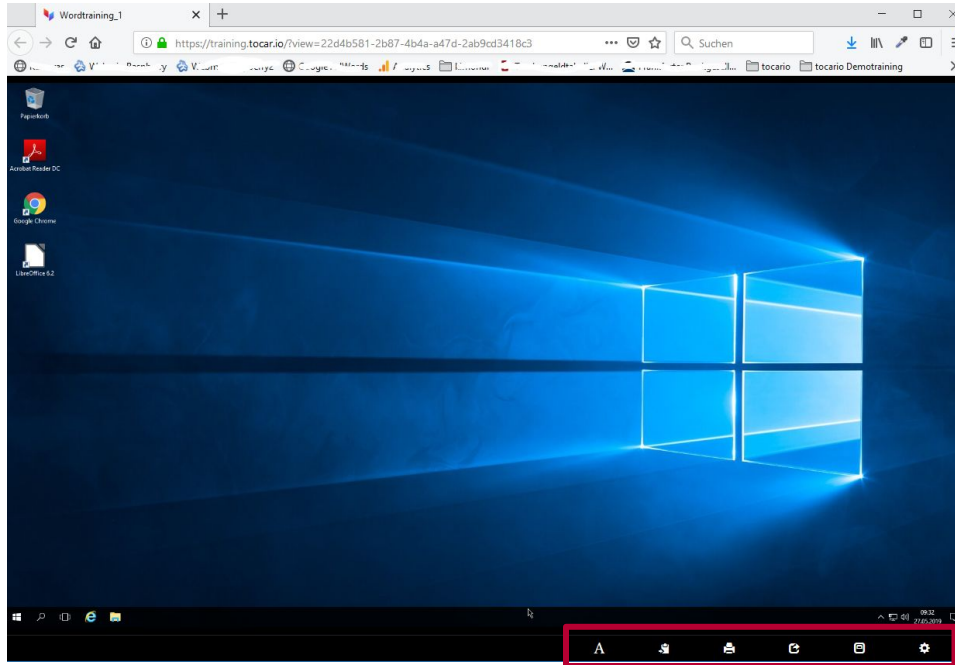 Wordtraining_1
https://training.tocar.io/?view=22d4b581-2b87-4b4a-a47d-2ab9cd3418c3
Suchen
tocario tocario Demotraining
Papierkorb
Acrobat Reader DC
Google Chrome
LibreOffice 6.2
09:32
27.05.2019
A